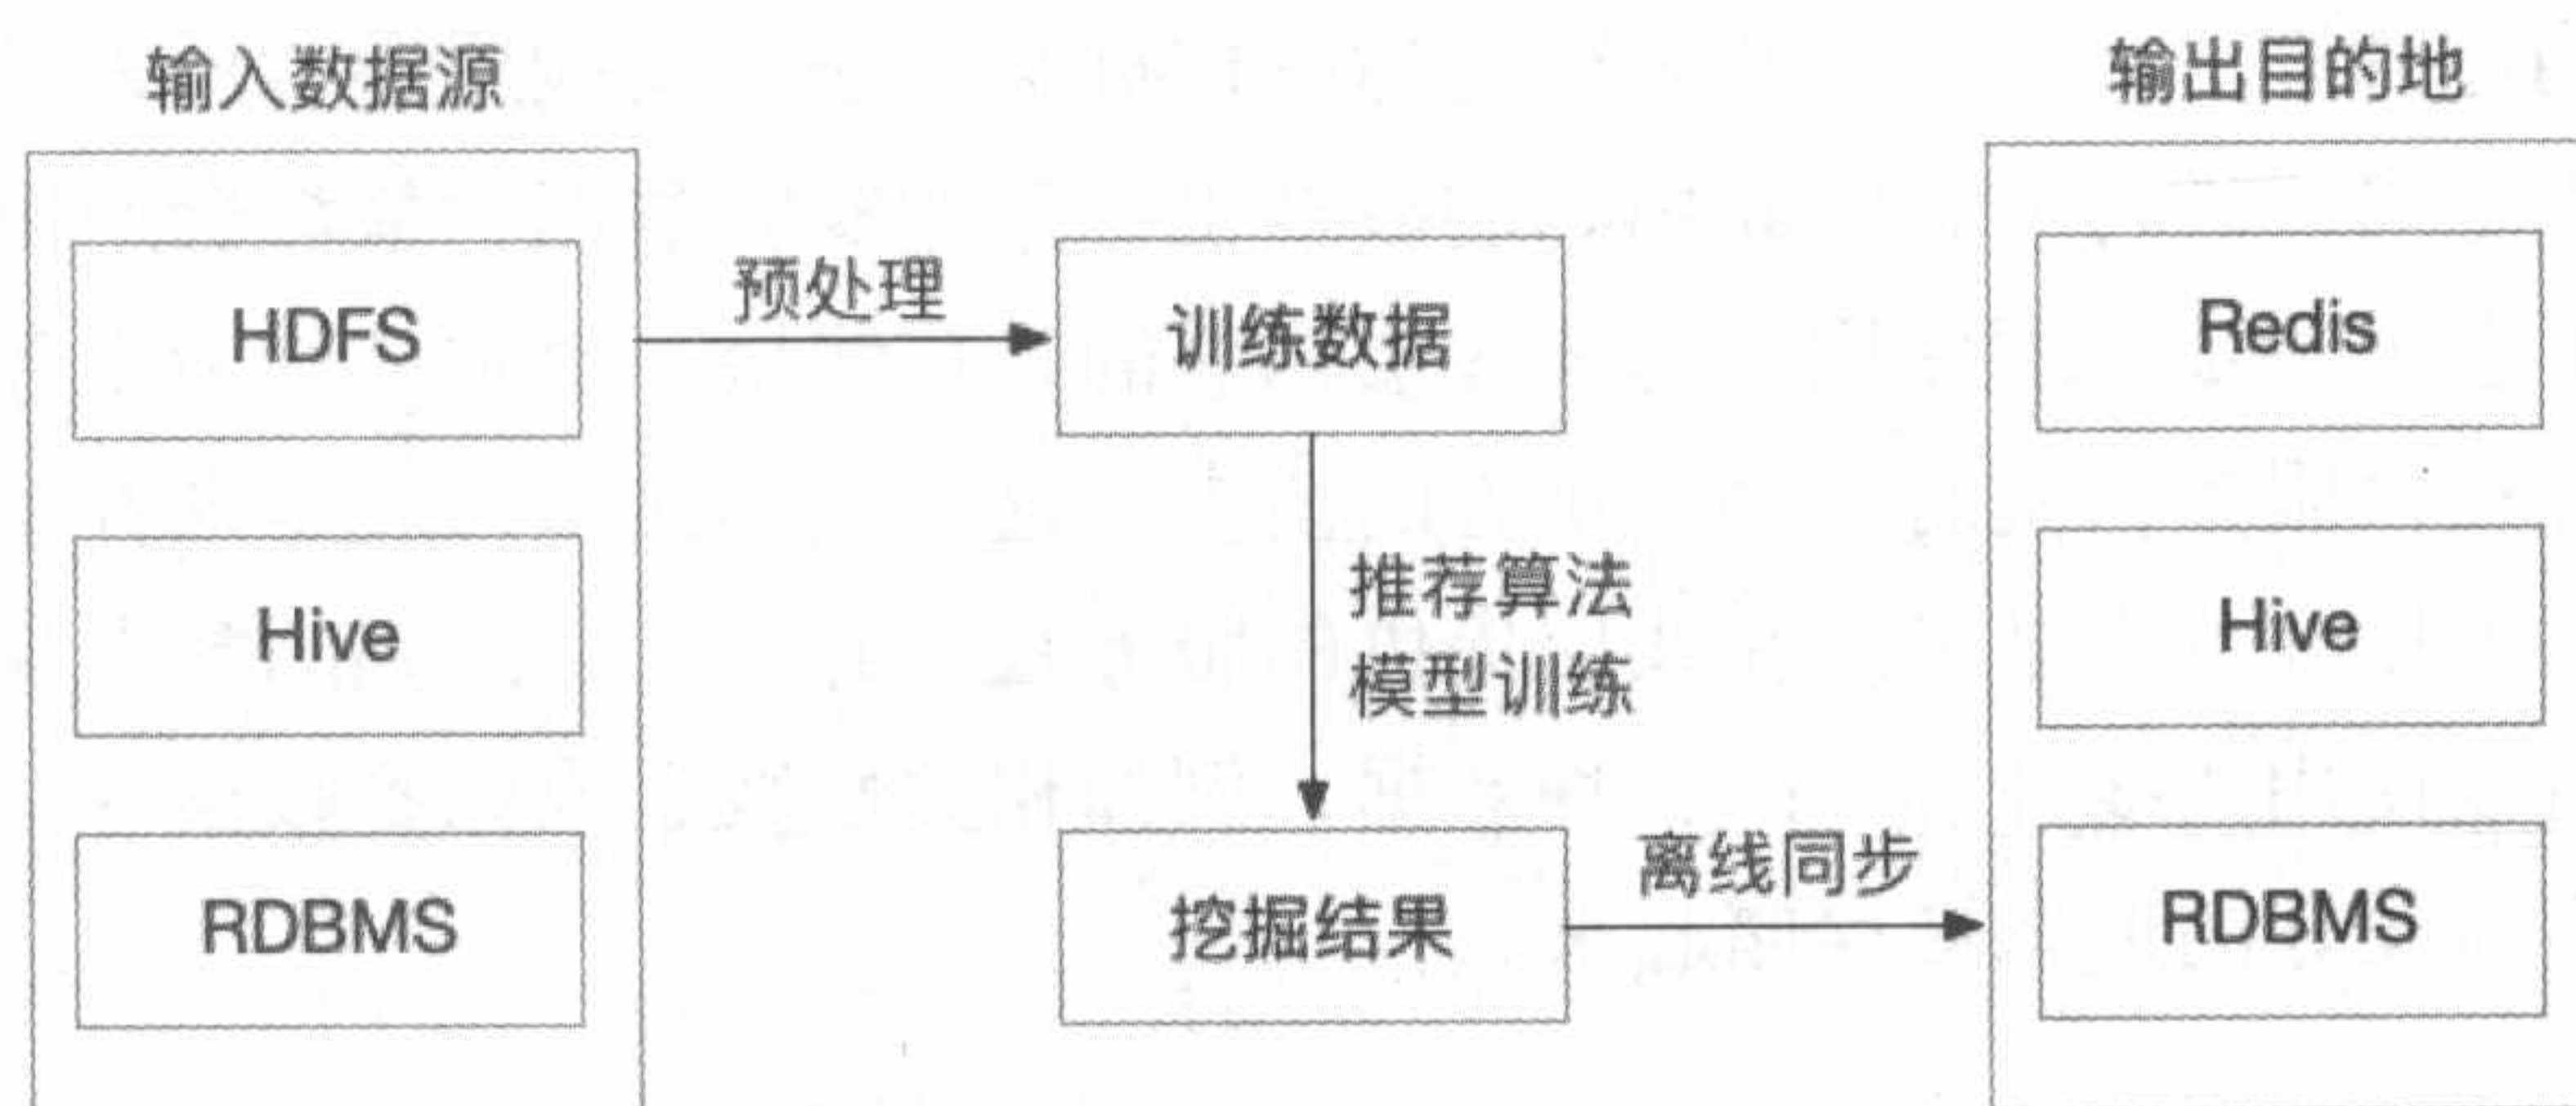 输入数据源
输出目的地
HDFS
预处理
训练数据
Redis
Hive
推荐算法
模型训练
Hive
RDBMS
挖掘结果
离线同步
RDBMS